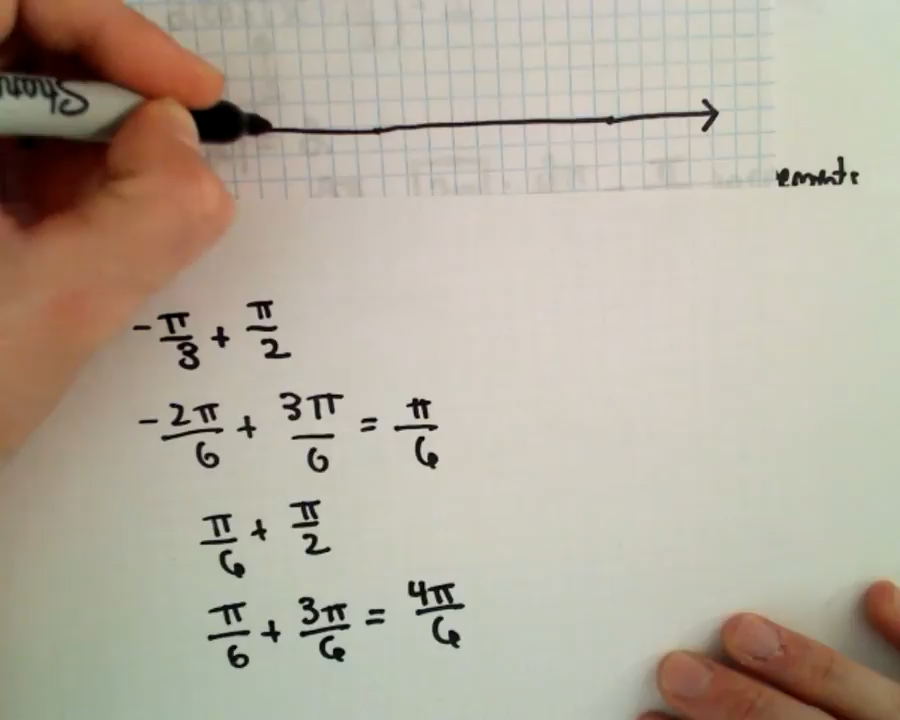 -π/3 + π/2
-2π/6 + 3π/6 = π/6
π/6 + π/2
π/6 + 3π/6 = 4π/6